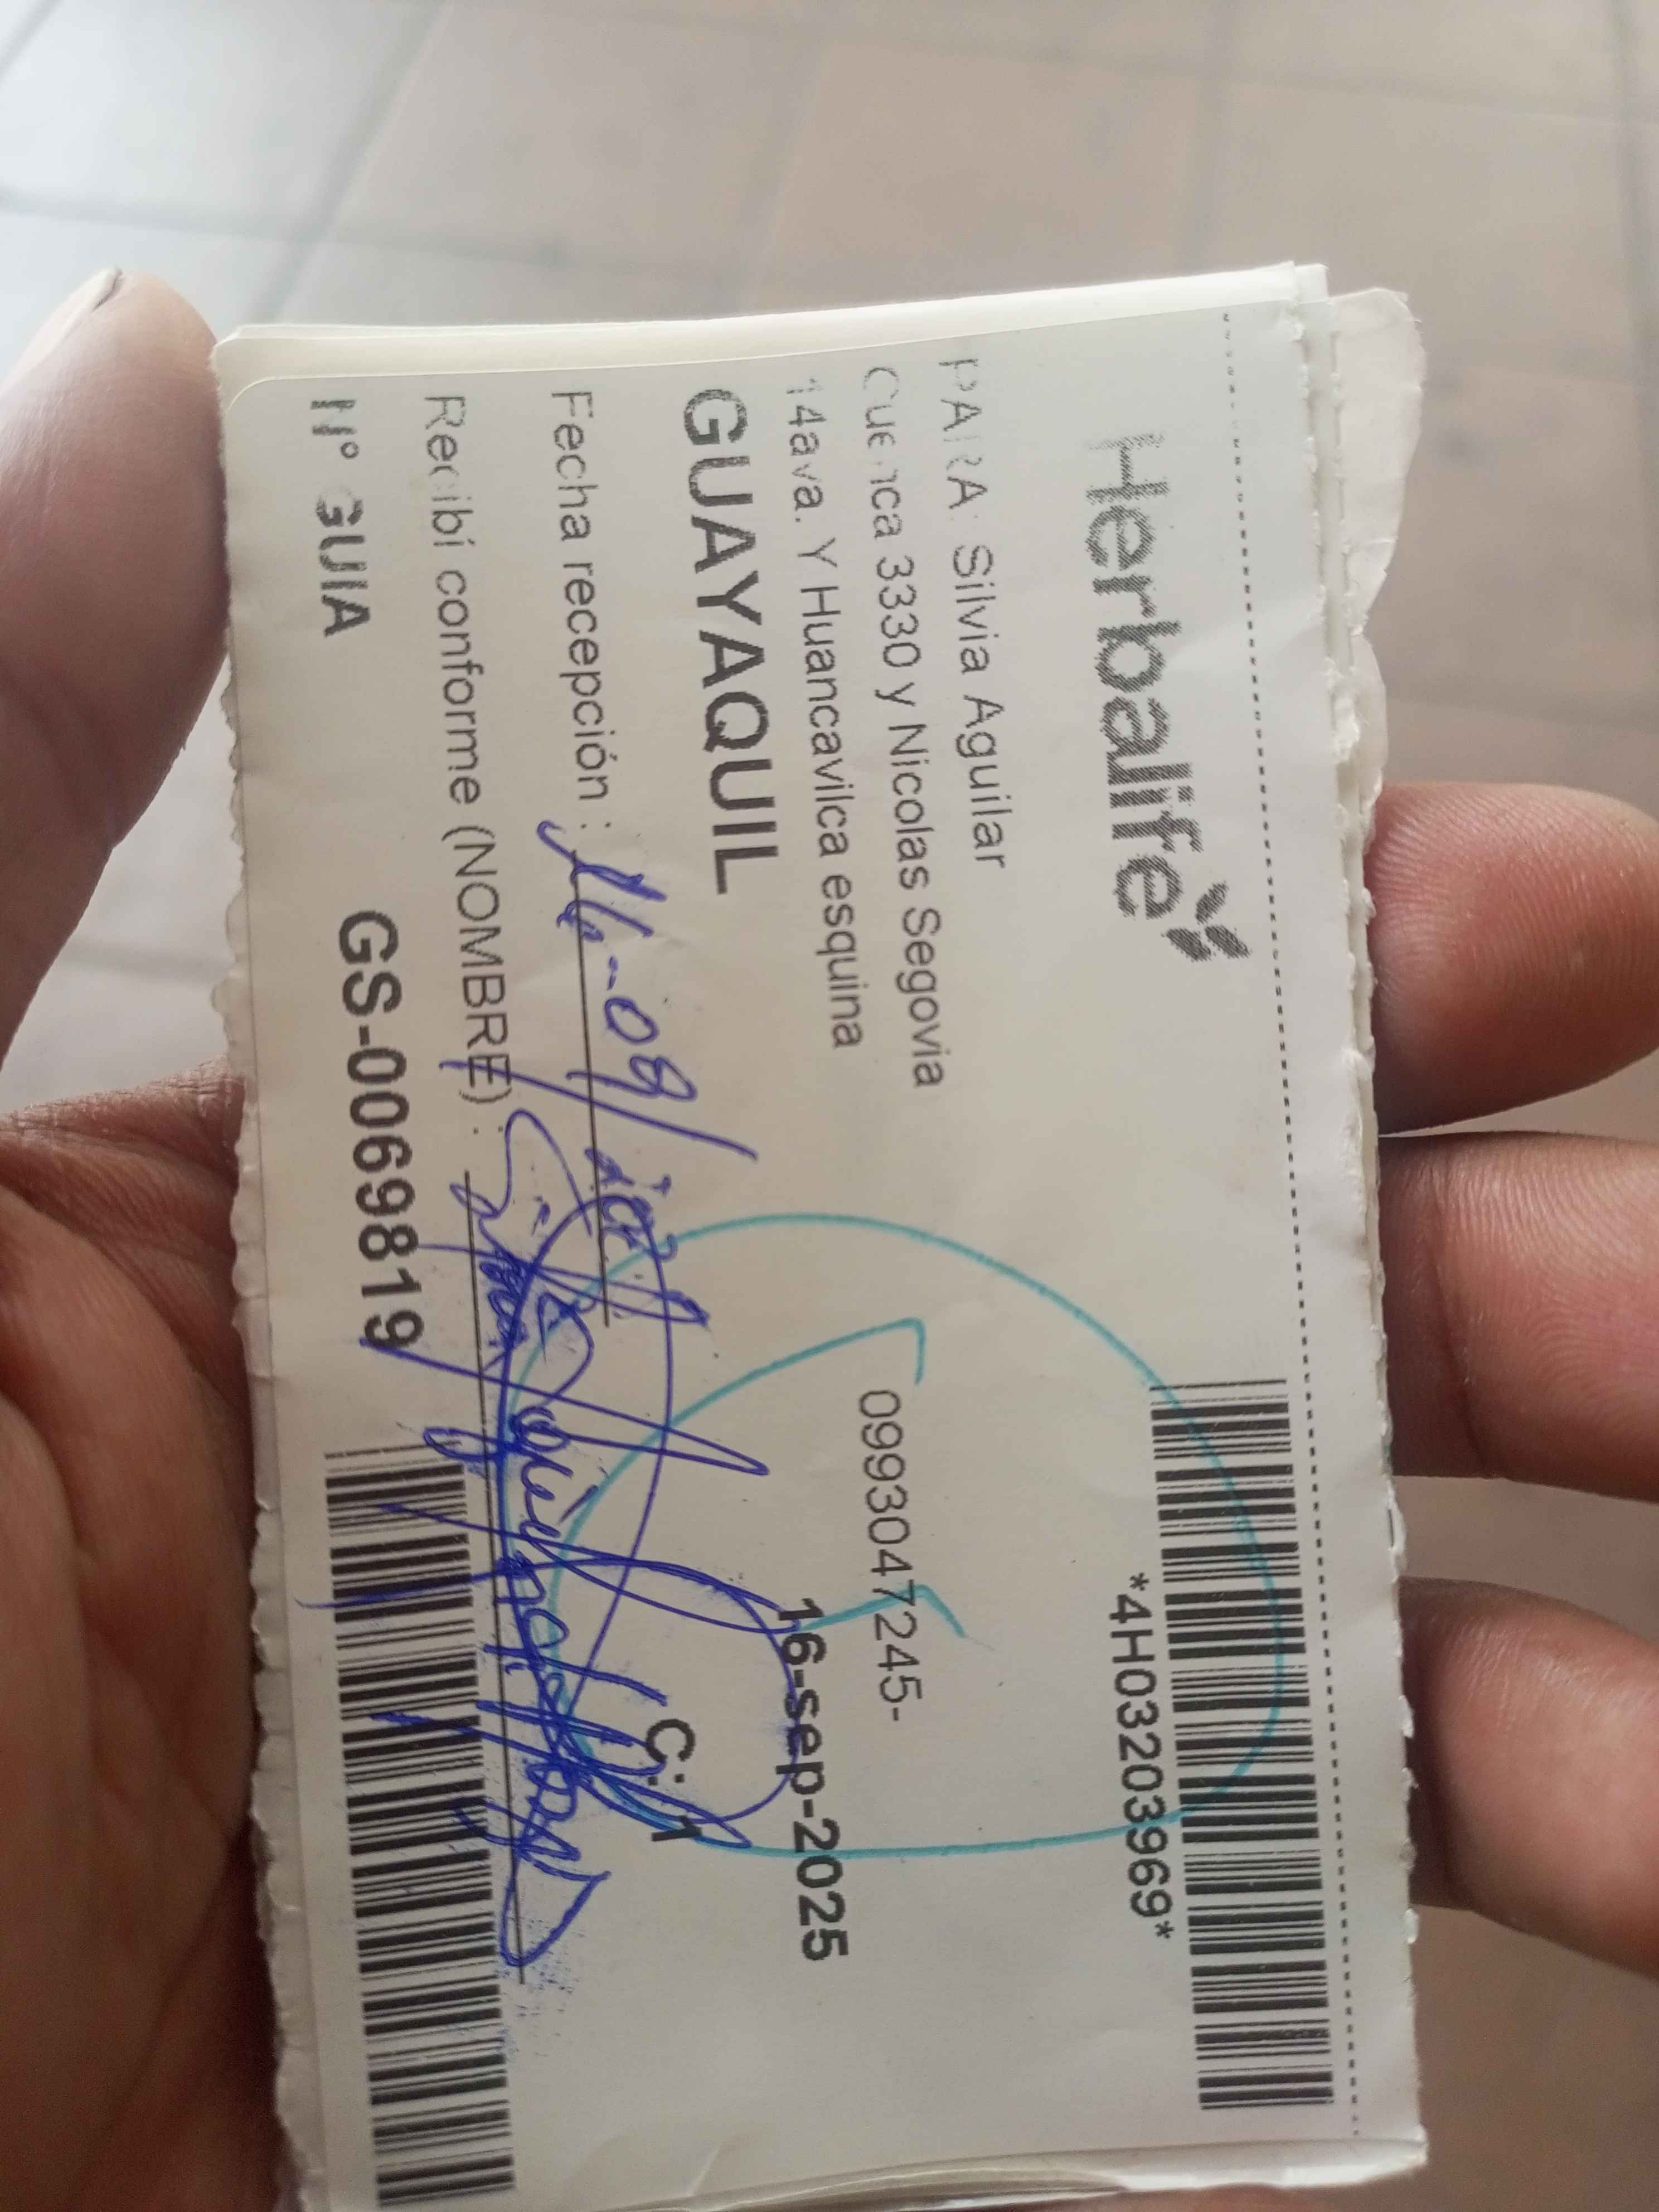 Herbalife
*4H03203969*
PARA: Silvia Aguilar
Cuenca 3330 y Nicolas Segovia
0993047245-
14ava. Y Huancavilca esquina
16-sep-2025
GUAYAQUIL
C: 1
Fecha recepción :
Recibí conforme (NOMBRE) :
N° GUIA
GS-00698819